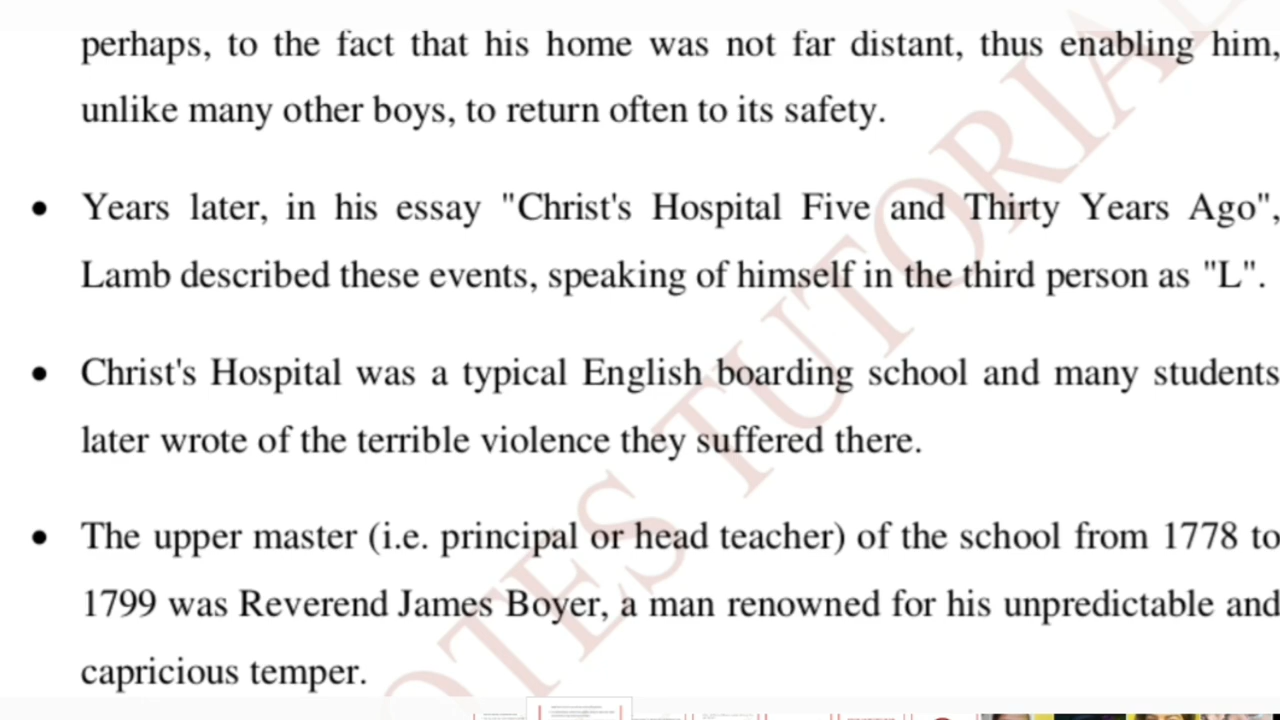 perhaps, to the fact that his home was not far distant, thus enabling him,
unlike many other boys, to return often to its safety.
• Years later, in his essay "Christ's Hospital Five and Thirty Years Ago",
Lamb described these events, speaking of himself in the third person as "L".
• Christ's Hospital was a typical English boarding school and many students
later wrote of the terrible violence they suffered there.
• The upper master (i.e. principal or head teacher) of the school from 1778 to
1799 was Reverend James Boyer, a man renowned for his unpredictable and
capricious temper.
OTES TUTORIAL